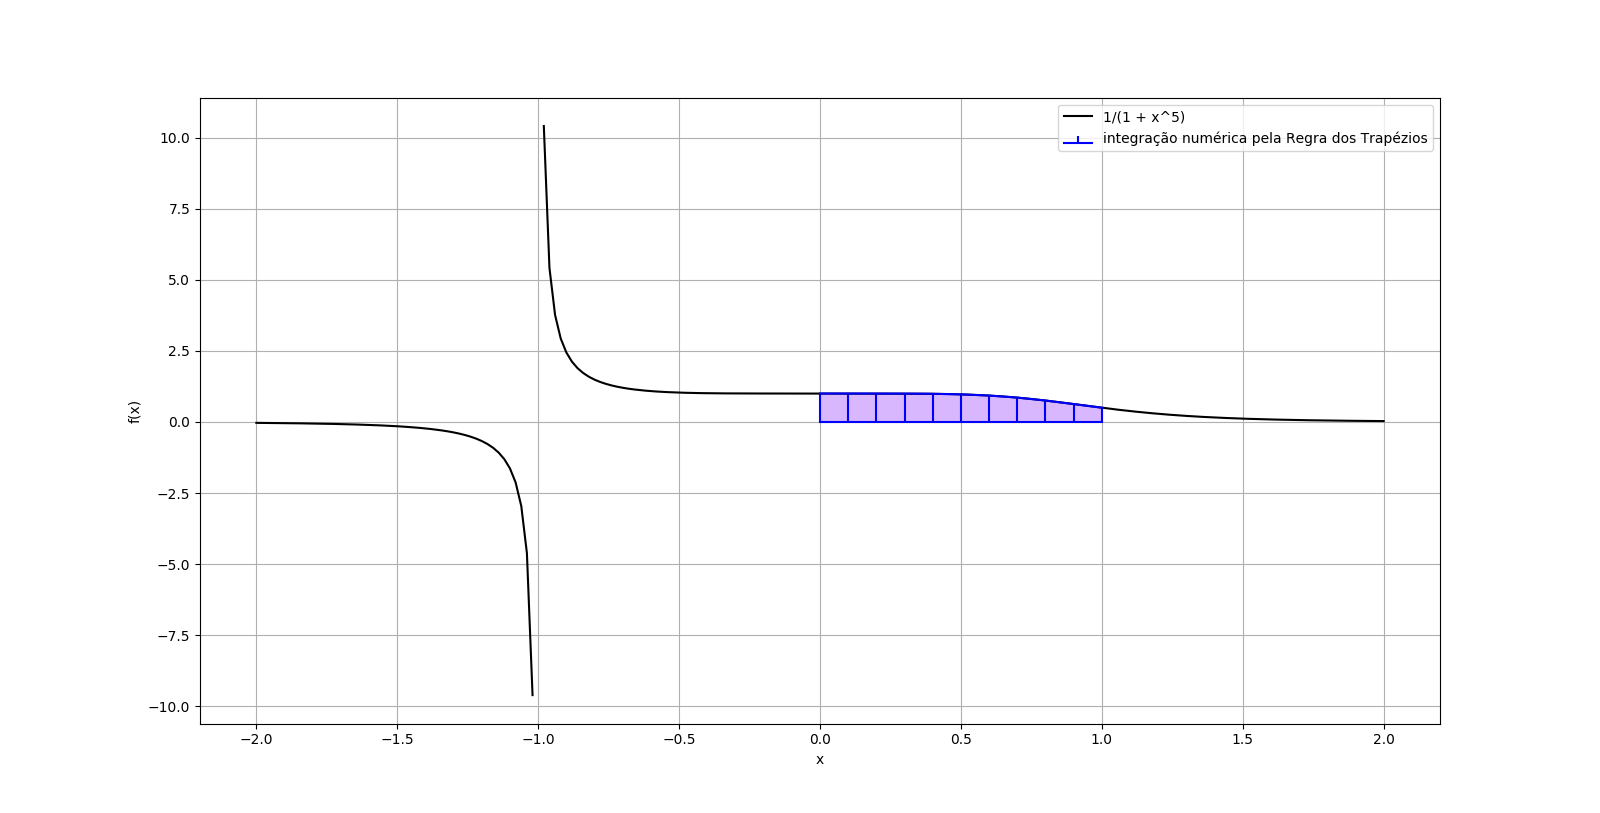 1/(1 + x^5)
integração numérica pela Regra dos Trapézios
10.0
7.5
5.0
2.5
0.0
−2.5
−5.0
−7.5
−10.0
f(x)
−2.0 −1.5 −1.0 −0.5 0.0 0.5 1.0 1.5 2.0
x